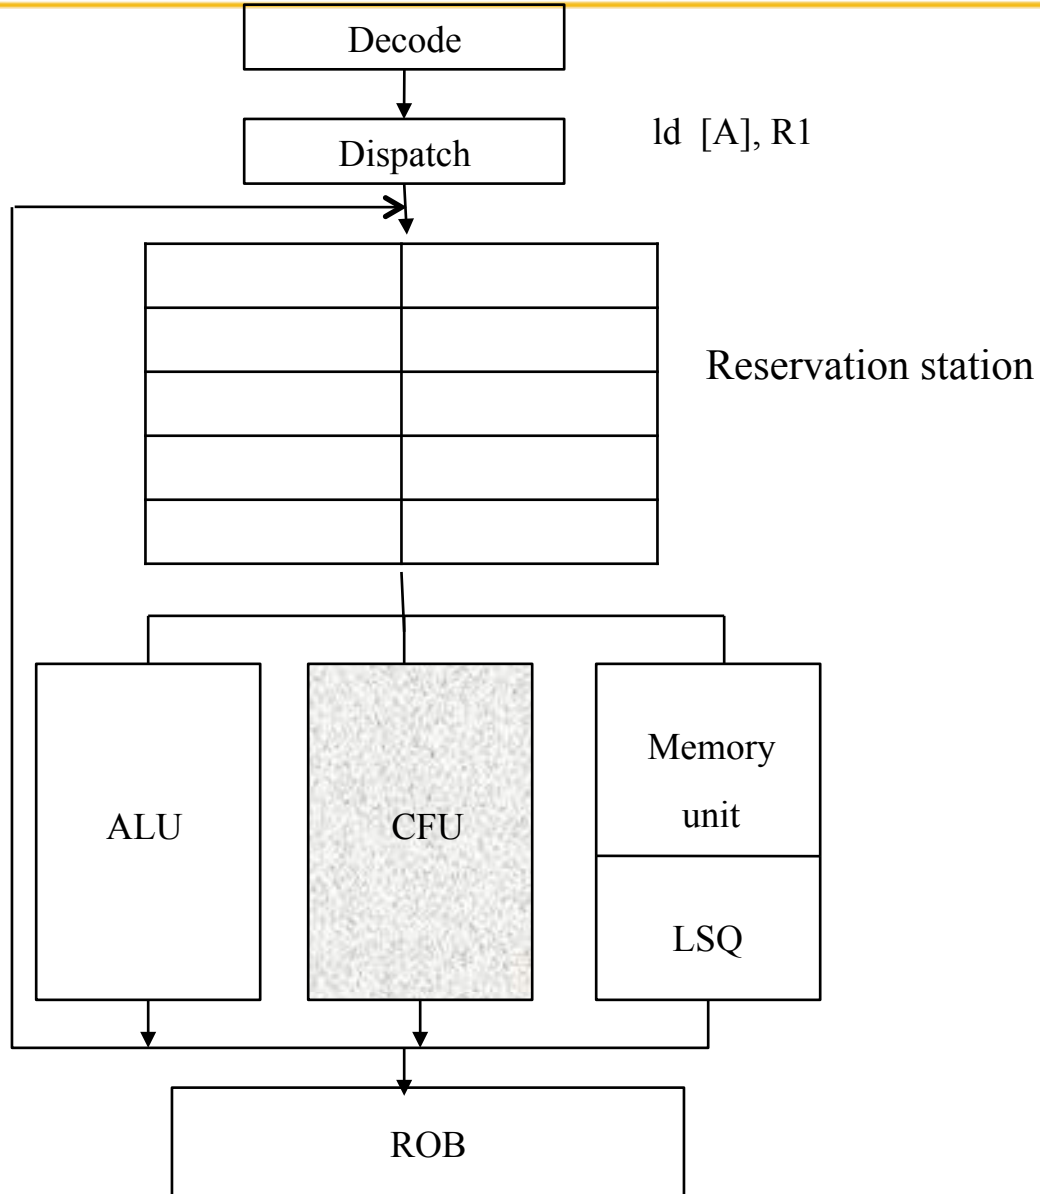 Decode
ld [A], R1
Dispatch
Reservation station
Memory
unit
ALU
CFU
LSQ
ROB